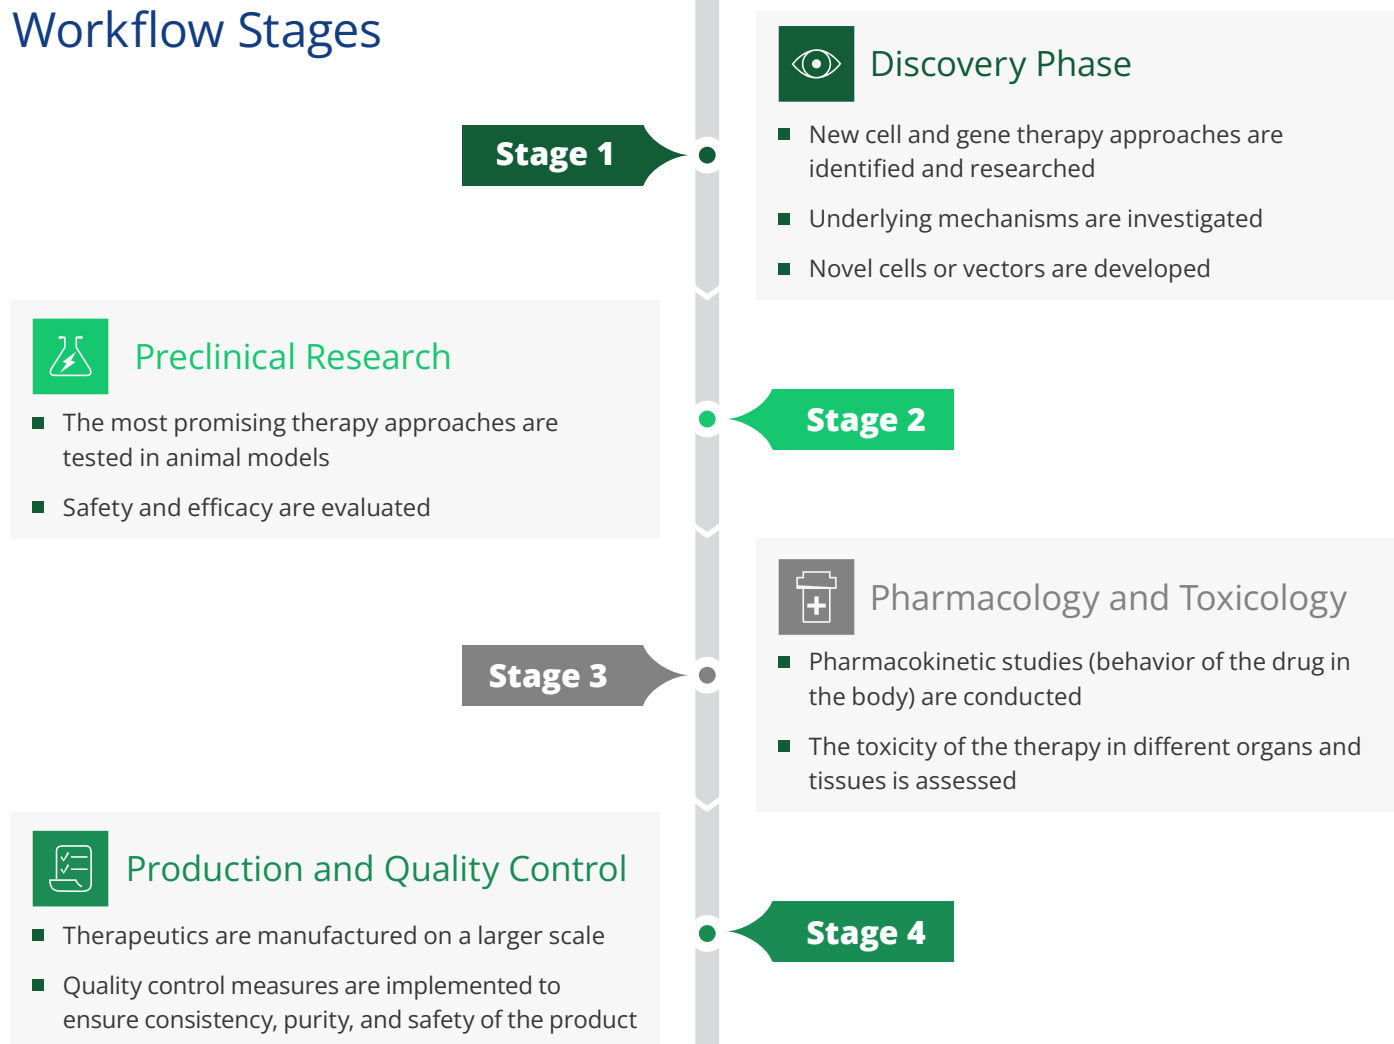 Workflow Stages
Stage 1
Discovery Phase
New cell and gene therapy approaches are
identified and researched
Underlying mechanisms are investigated
Novel cells or vectors are developed
Preclinical Research
The most promising therapy approaches are
tested in animal models
Safety and efficacy are evaluated
Stage 2
Stage 3
Pharmacology and Toxicology
Pharmacokinetic studies (behavior of the drug in
the body) are conducted
The toxicity of the therapy in different organs and
tissues is assessed
Production and Quality Control
Therapeutics are manufactured on a larger scale
Quality control measures are implemented to
ensure consistency, purity, and safety of the product
Stage 4